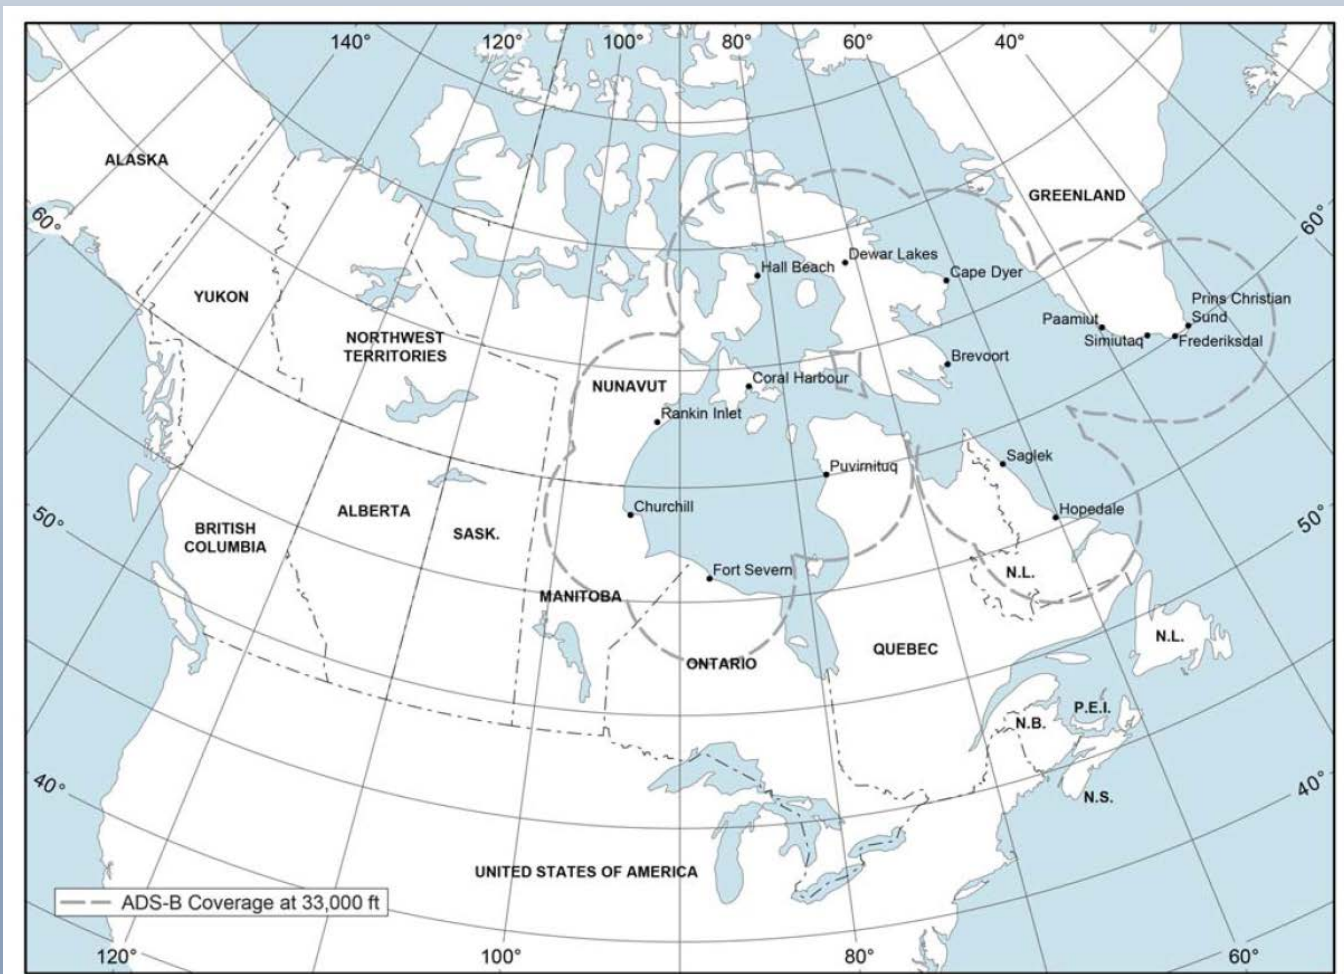 140°
120°
100°
80°
60°
40°
ALASKA
GREENLAND
60°
60°
Hall Beach
Dewar Lakes
Cape Dyer
YUKON
Prins Christian
Sund
Paamiut
Simiutaq
Frederiksdal
NORTHWEST
TERRITORIES
Brevoort
NUNAVUT
Coral Harbour
Rankin Inlet
Saglek
Puvirnituq
Churchill
Hopedale
50°
50°
ALBERTA
BRITISH
COLUMBIA
SASK.
Fort Severn
N.L.
MANITOBA
N.L.
QUEBEC
ONTARIO
P.E.I.
N.B.
40°
40°
N.S.
UNITED STATES OF AMERICA
ADS-B Coverage at 33,000 ft
120°
100°
80°
60°